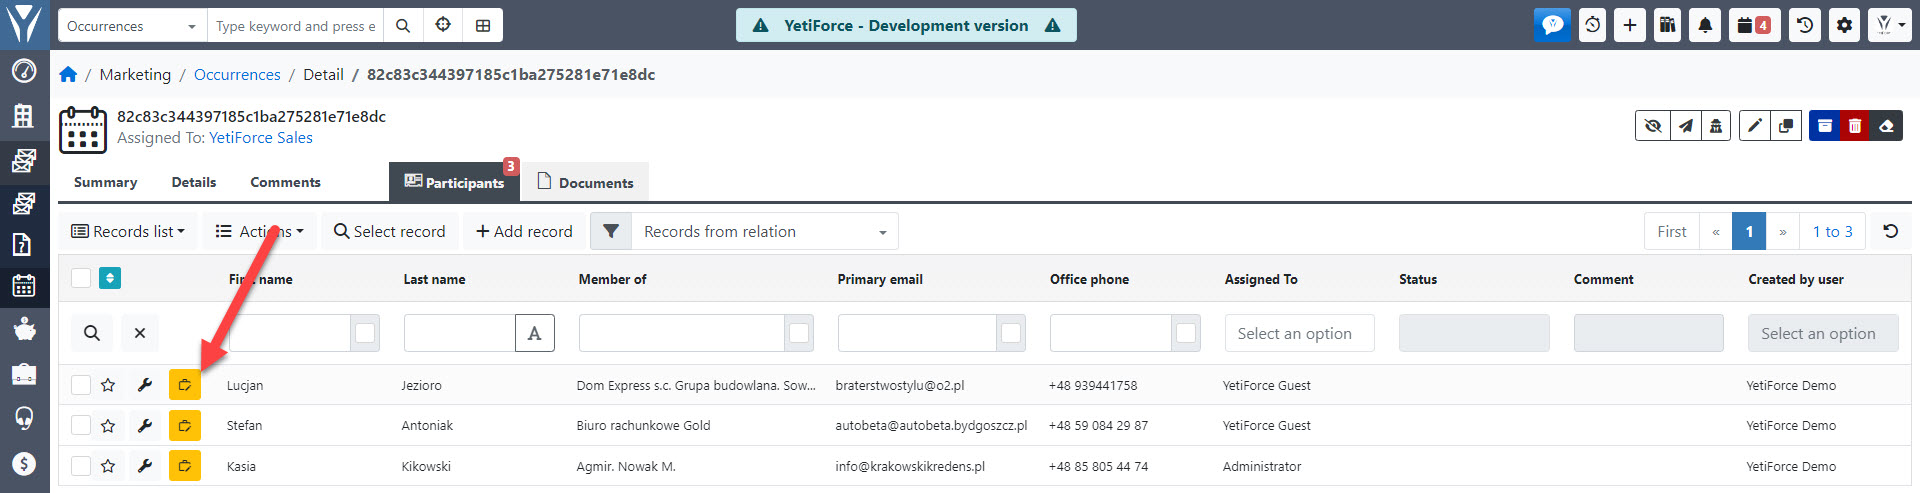 Occurrences Type keyword and press e YetiForce - Development version 4
/ Marketing / Occurrences / Detail / 82c83c344397185c1ba275281e71e8dc
82c83c344397185c1ba275281e71e8dc
Assigned To: YetiForce Sales
Summary Details Comments Participants 3 Documents
Records list Actions Select record Add record Records from relation First « 1 » 1 to 3
First name Last name Member of Primary email Office phone Assigned To Status Comment Created by user
A Select an option Select an option
Lucjan Jezioro Dom Express s.c. Grupa budowlana. Sow... braterstwostylu@o2.pl +48 939441758 YetiForce Guest YetiForce Demo
Stefan Antoniak Biuro rachunkowe Gold autobeta@autobeta.bydgoszcz.pl +48 59 084 29 87 YetiForce Guest YetiForce Demo
Kasia Kikowski Agmir. Nowak M. info@krakowskikredens.pl +48 85 805 44 74 Administrator YetiForce Demo